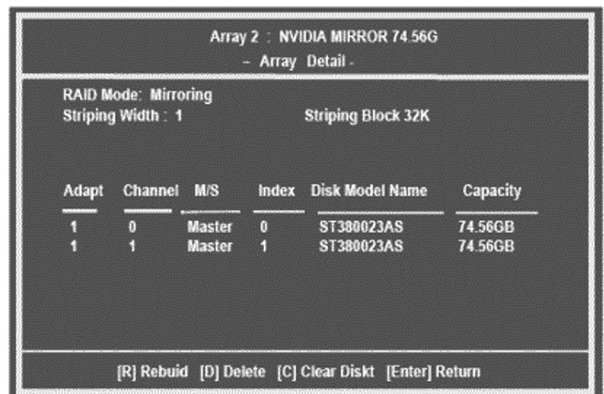 Array 2 : NVIDIA MIRROR 74.56G
- Array Detail -
RAID Mode: Mirroring
Striping Width : 1 Striping Block 32K
Adapt Channel M/S Index Disk Model Name Capacity
1 0 Master 0 ST380023AS 74.56GB
1 1 Master 1 ST380023AS 74.56GB
[R] Rebuid [D] Delete [C] Clear Diskt [Enter] Return